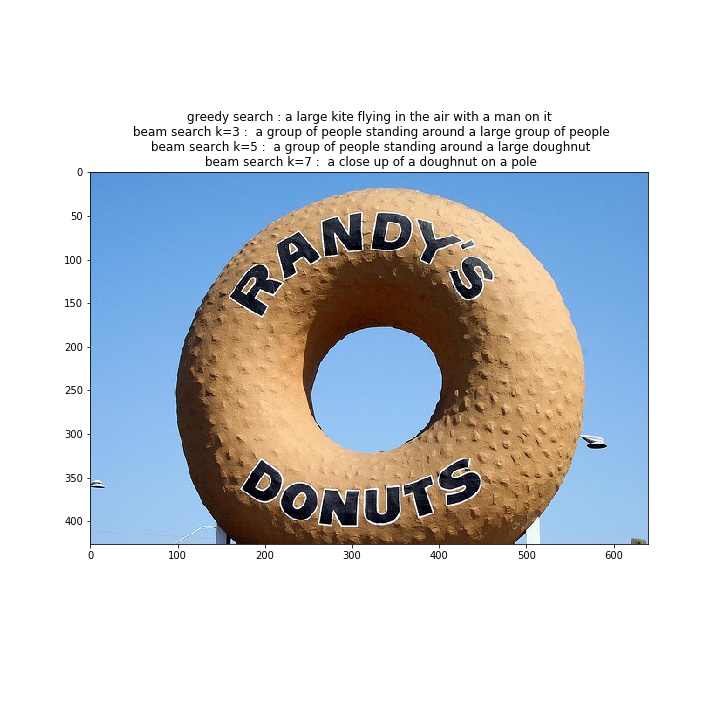 greedy search : a large kite flying in the air with a man on it
beam search k=3 :  a group of people standing around a large group of people
beam search k=5 :  a group of people standing around a large doughnut
beam search k=7 :  a close up of a doughnut on a pole
0
50
100
150
200
250
300
350
400
RANDY'S
DONUTS
0 100 200 300 400 500 600